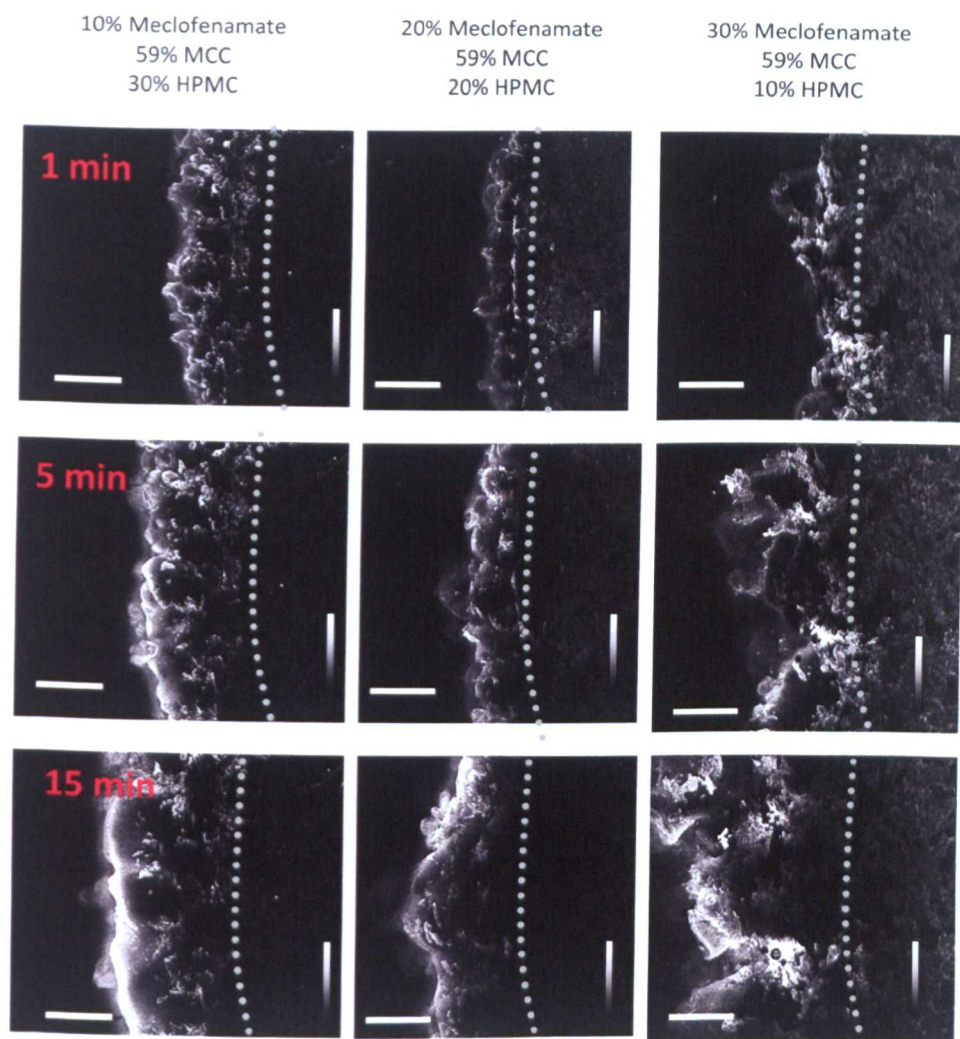 10% Meclofenamate
59% MCC
30% HPMC
20% Meclofenamate
59% MCC
20% HPMC
30% Meclofenamate
59% MCC
10% HPMC
1 min
5 min
15 min